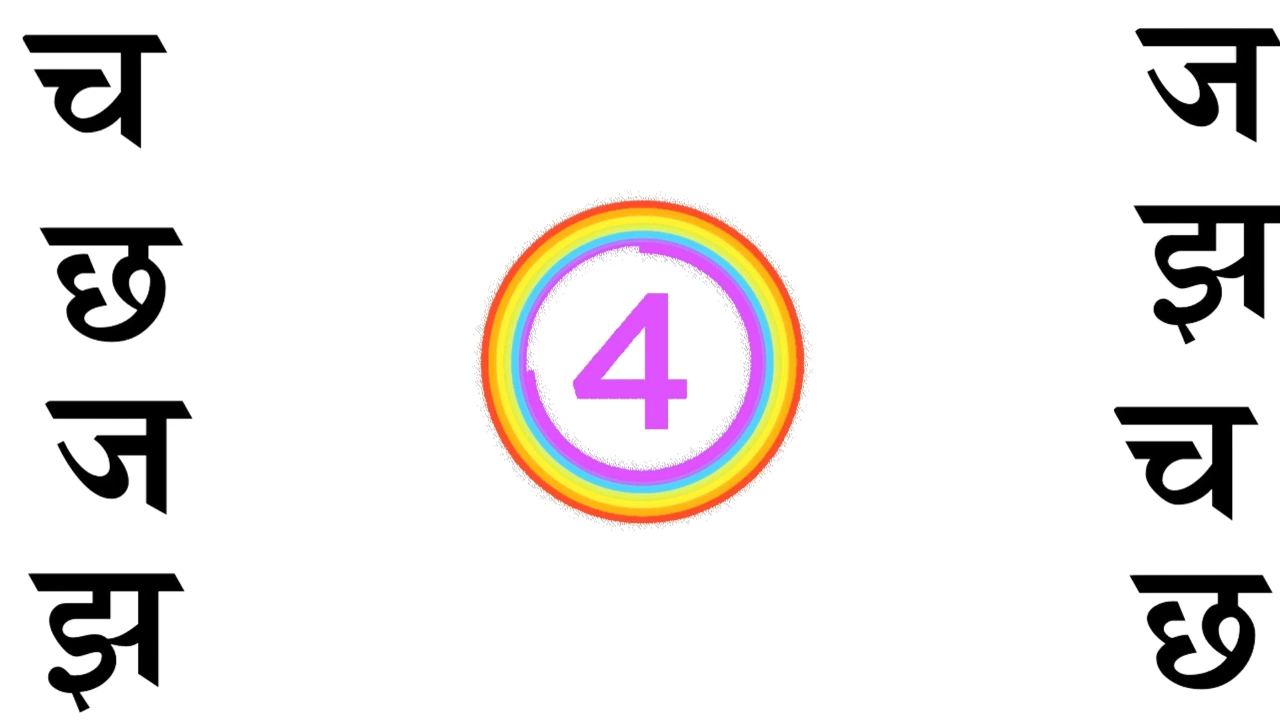 च ज
छ झ
4
ज च
झ छ